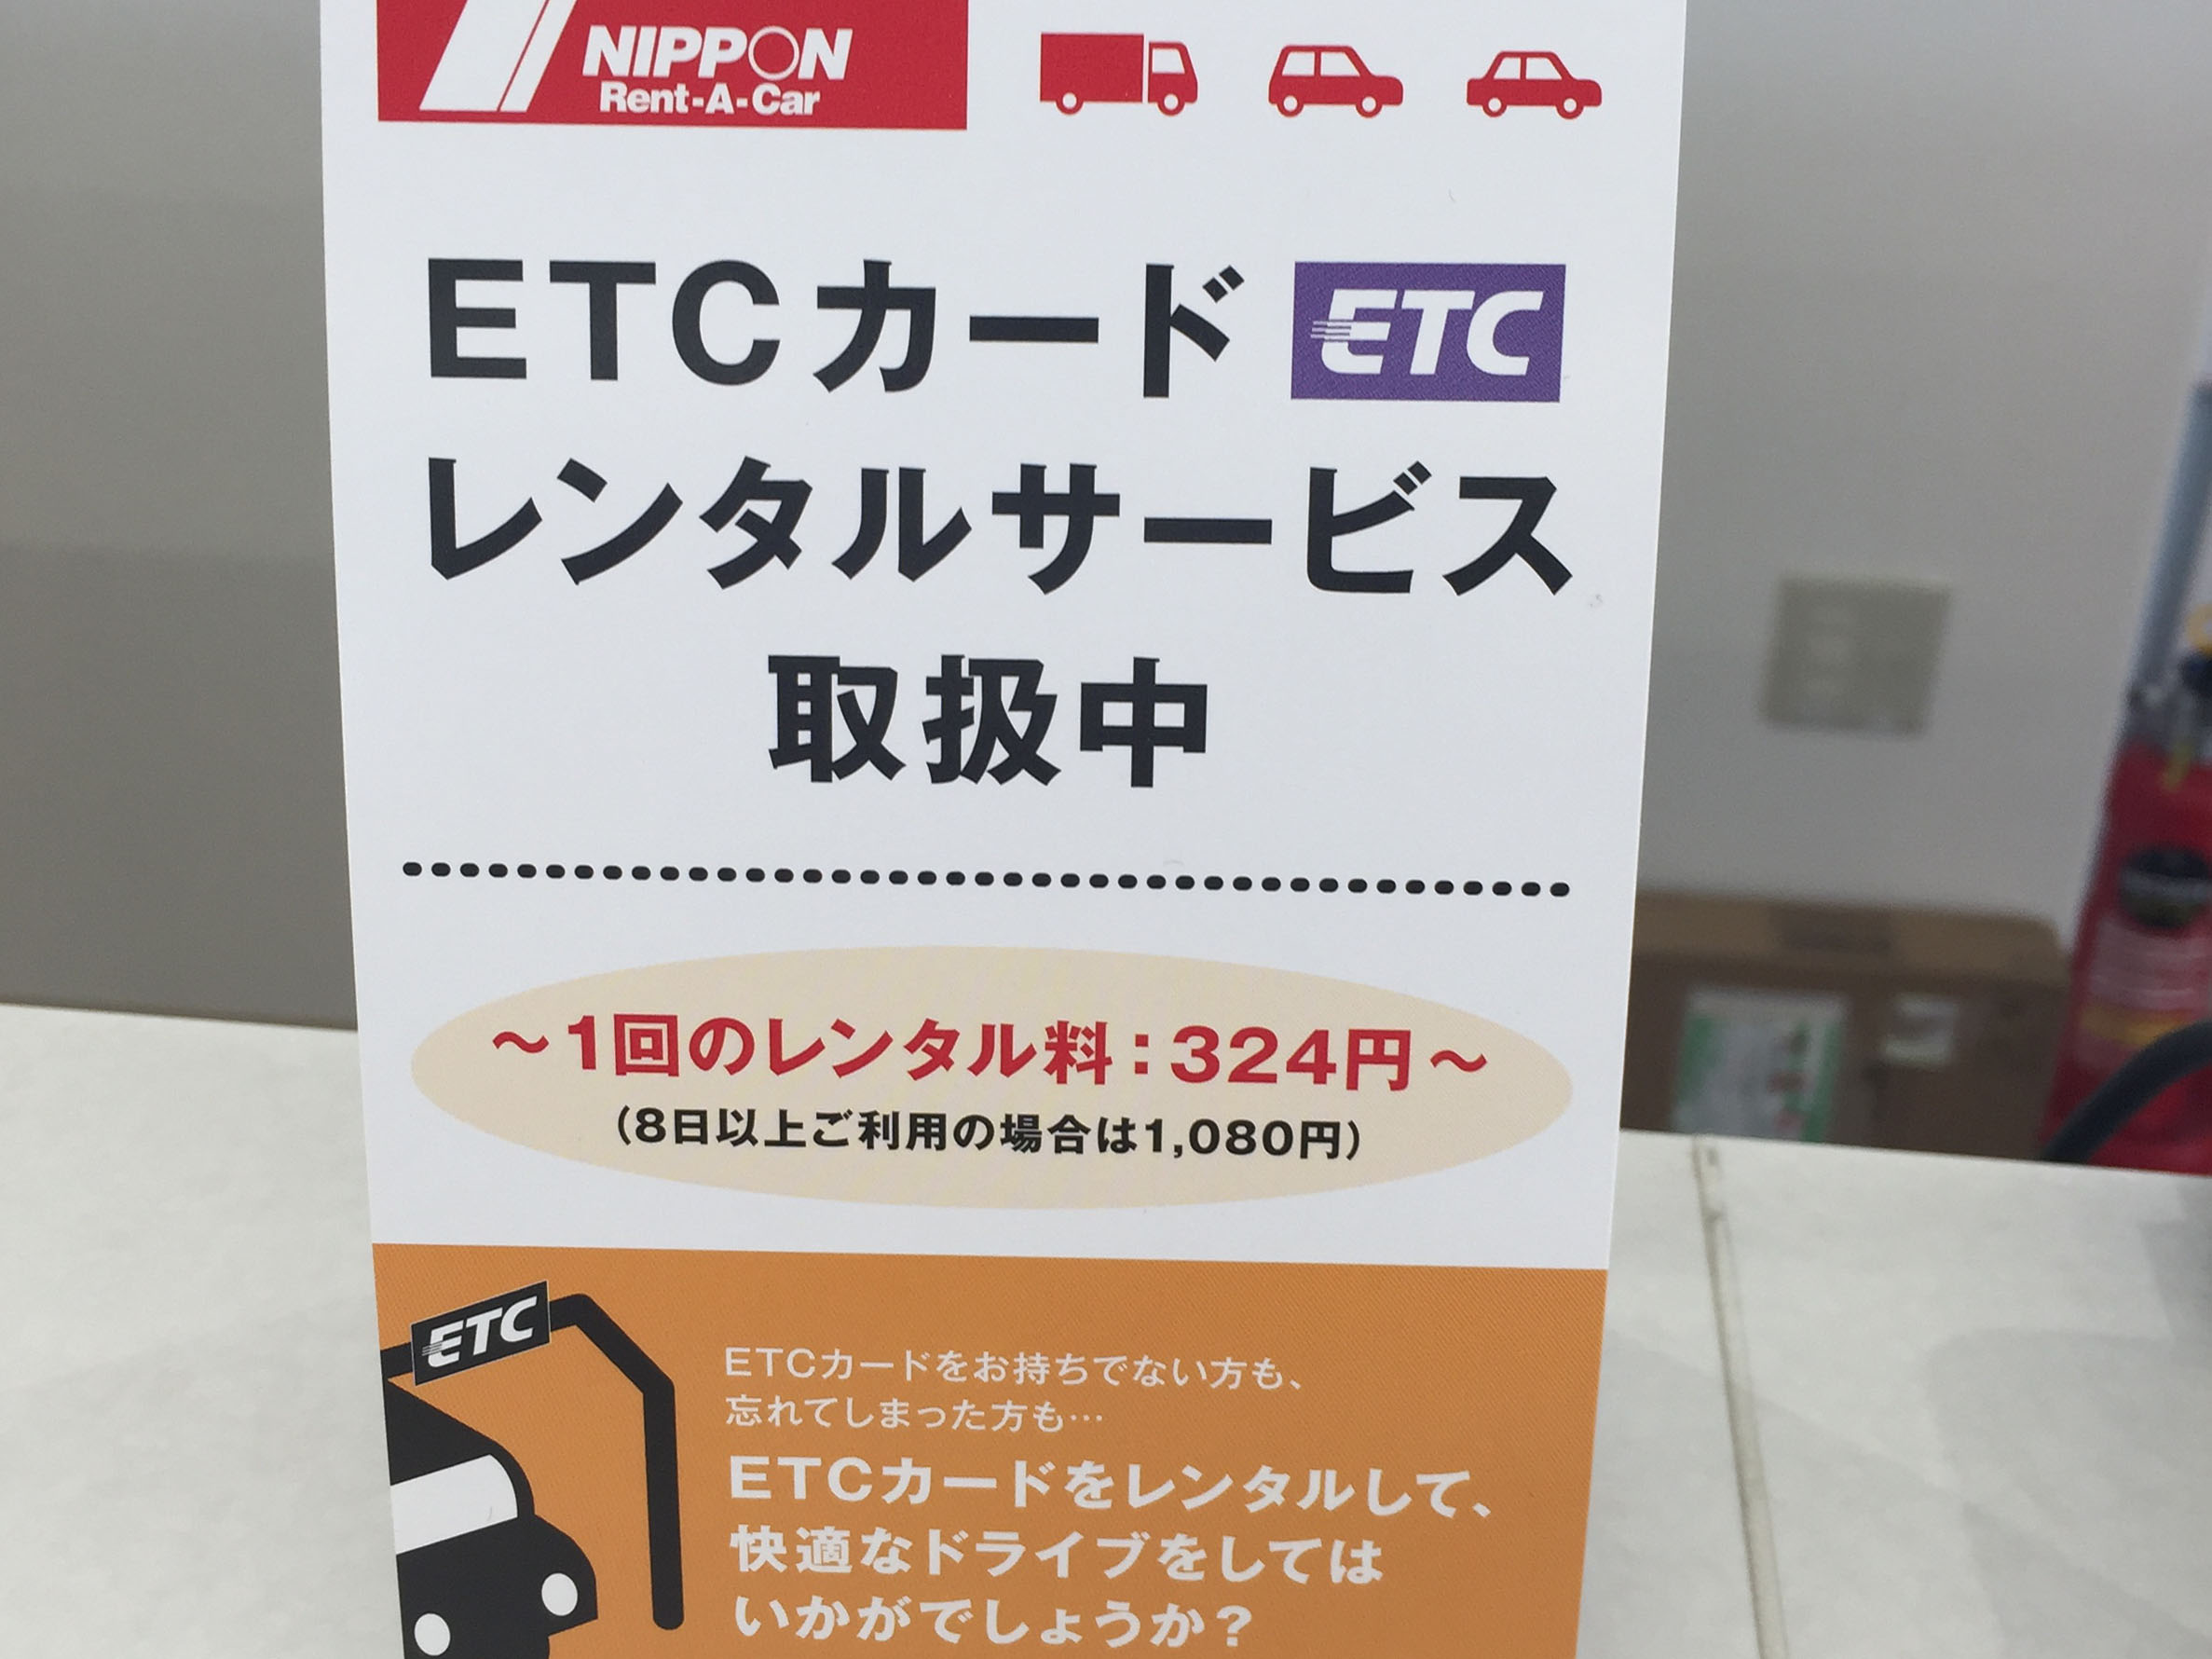 NIPPON
Rent-A-Car
ETCカード ETC
レンタルサービス
取扱中
～1回のレンタル料：324円～
（8日以上ご利用の場合は1,080円）
ETC
ETCカードをお持ちでない方も、
忘れてしまった方も…
ETCカードをレンタルして、
快適なドライブをしては
いかがでしょうか？